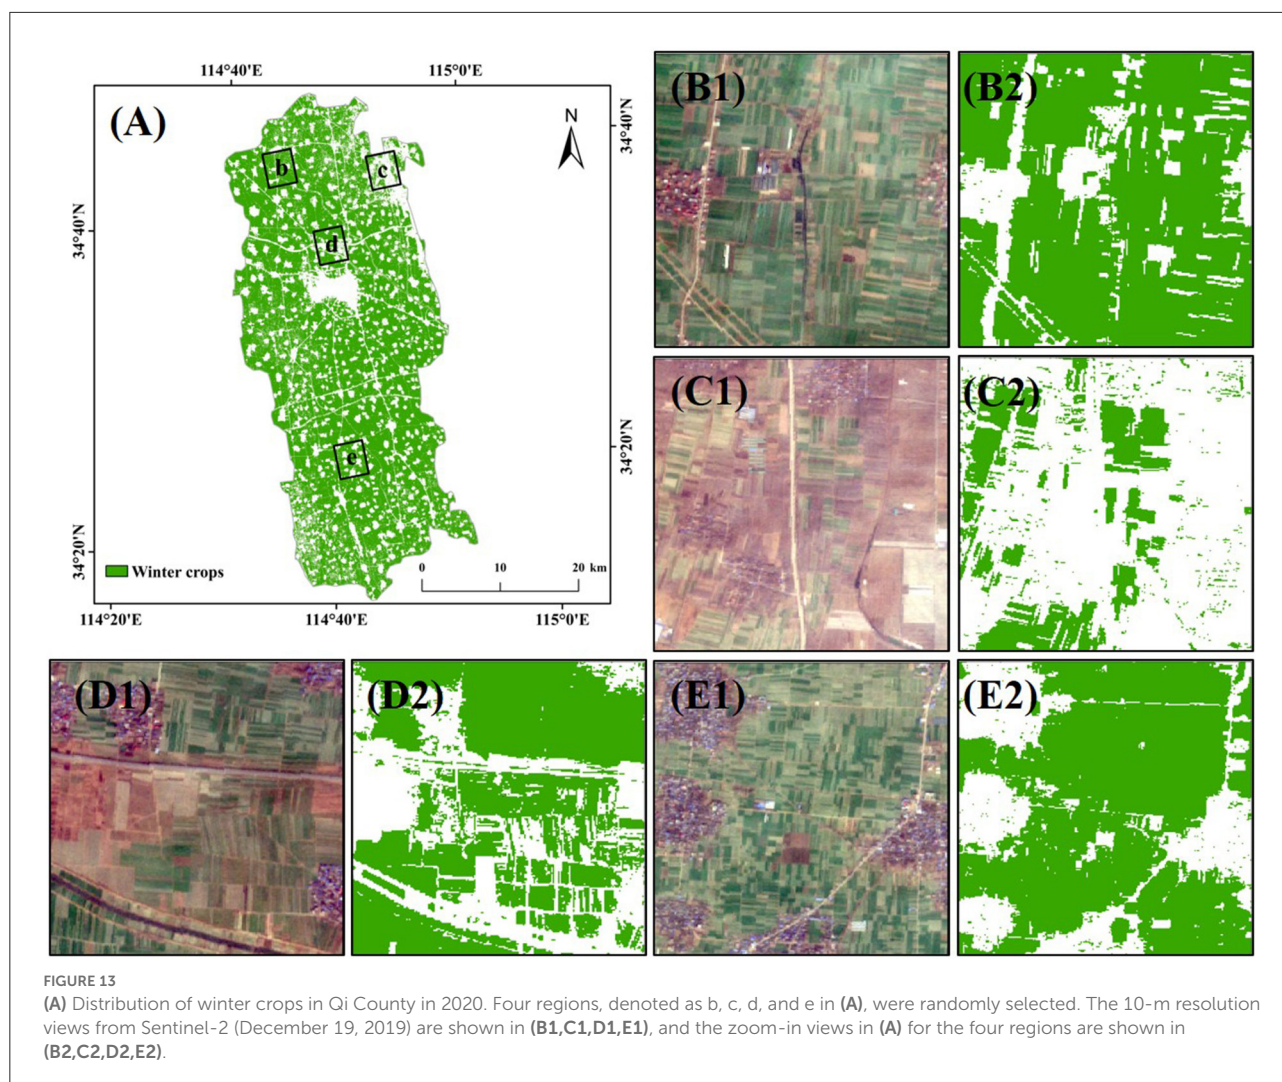 114°40'E
115°0'E
(A)
N
34°40'N
34°40'N
b
c
d
e
34°20'N
34°20'N
Winter crops
0
10
20 km
114°20'E
114°40'E
115°0'E
(B1)
(B2)
(C1)
(C2)
(D1)
(D2)
(E1)
(E2)
FIGURE 13
(A) Distribution of winter crops in Qi County in 2020. Four regions, denoted as b, c, d, and e in (A), were randomly selected. The 10-m resolution
views from Sentinel-2 (December 19, 2019) are shown in (B1,C1,D1,E1), and the zoom-in views in (A) for the four regions are shown in
(B2,C2,D2,E2).